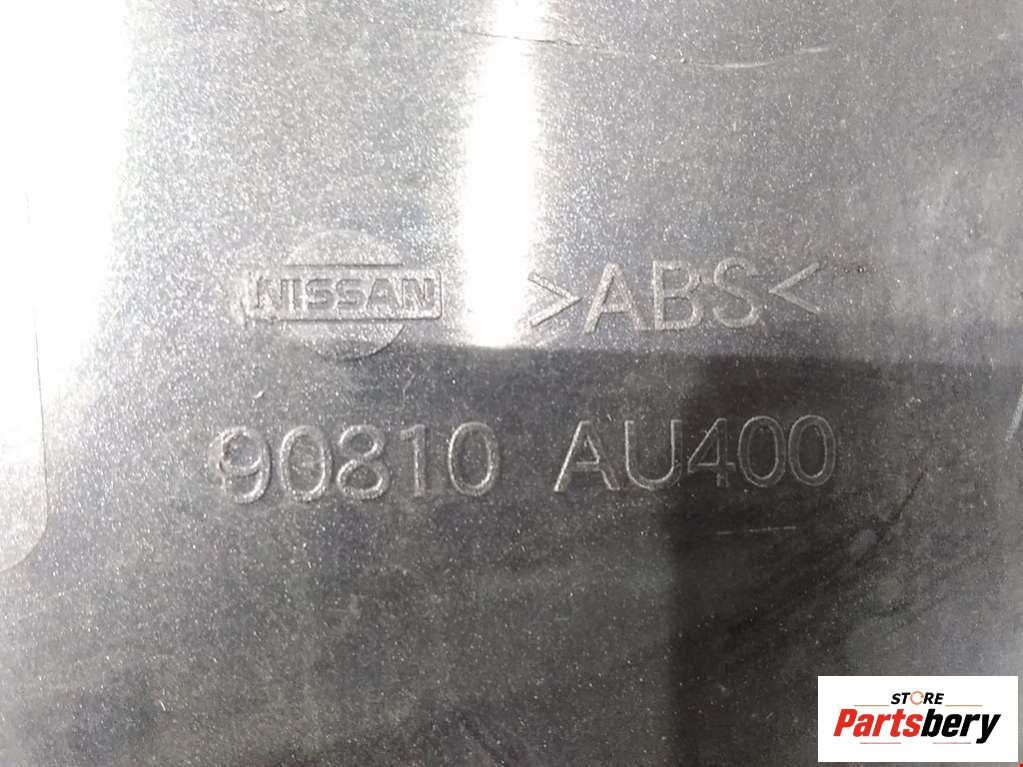 NISSAN >ABS<
90810 AU400
STORE
Partsbery